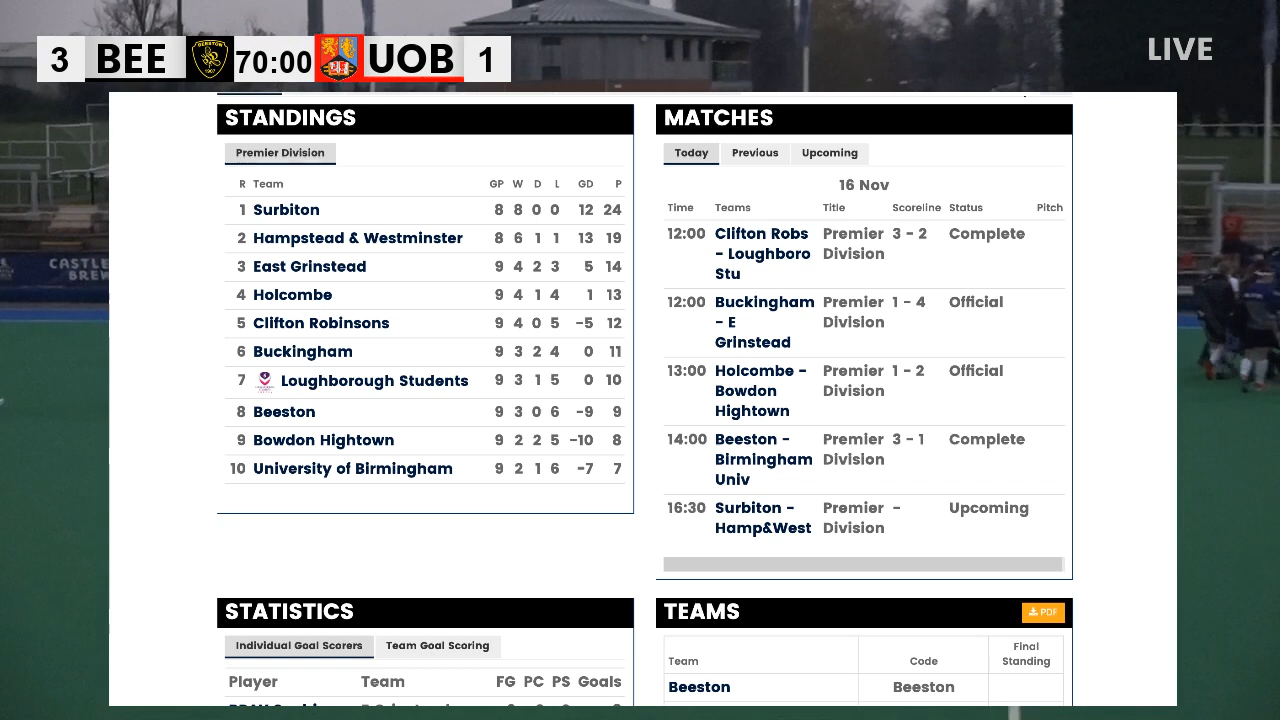 3 BEE 70:00 UOB 1
LIVE
STANDINGS
Premier Division
R Team GP W D L GD P
1 Surbiton 8 8 0 0 12 24
2 Hampstead & Westminster 8 6 1 1 13 19
3 East Grinstead 9 4 2 3 5 14
4 Holcombe 9 4 1 4 1 13
5 Clifton Robinsons 9 4 0 5 -5 12
6 Buckingham 9 3 2 4 0 11
7 Loughborough Students 9 3 1 5 0 10
8 Beeston 9 3 0 6 -9 9
9 Bowdon Hightown 9 2 2 5 -10 8
10 University of Birmingham 9 2 1 6 -7 7
MATCHES
Today Previous Upcoming
16 Nov
Time Teams Title Scoreline Status Pitch
12:00 Clifton Robs Premier 3 - 2 Complete
- Loughboro Division
Stu
12:00 Buckingham Premier 1 - 4 Official
- E Division
Grinstead
13:00 Holcombe - Premier 1 - 2 Official
Bowdon Division
Hightown
14:00 Beeston - Premier 3 - 1 Complete
Birmingham Division
Univ
16:30 Surbiton - Premier - Upcoming
Hamp&West Division
STATISTICS
Individual Goal Scorers Team Goal Scoring
Player Team FG PC PS Goals
TEAMS
PDF
Team Code Final
Standing
Beeston Beeston
CASTLE
BREW